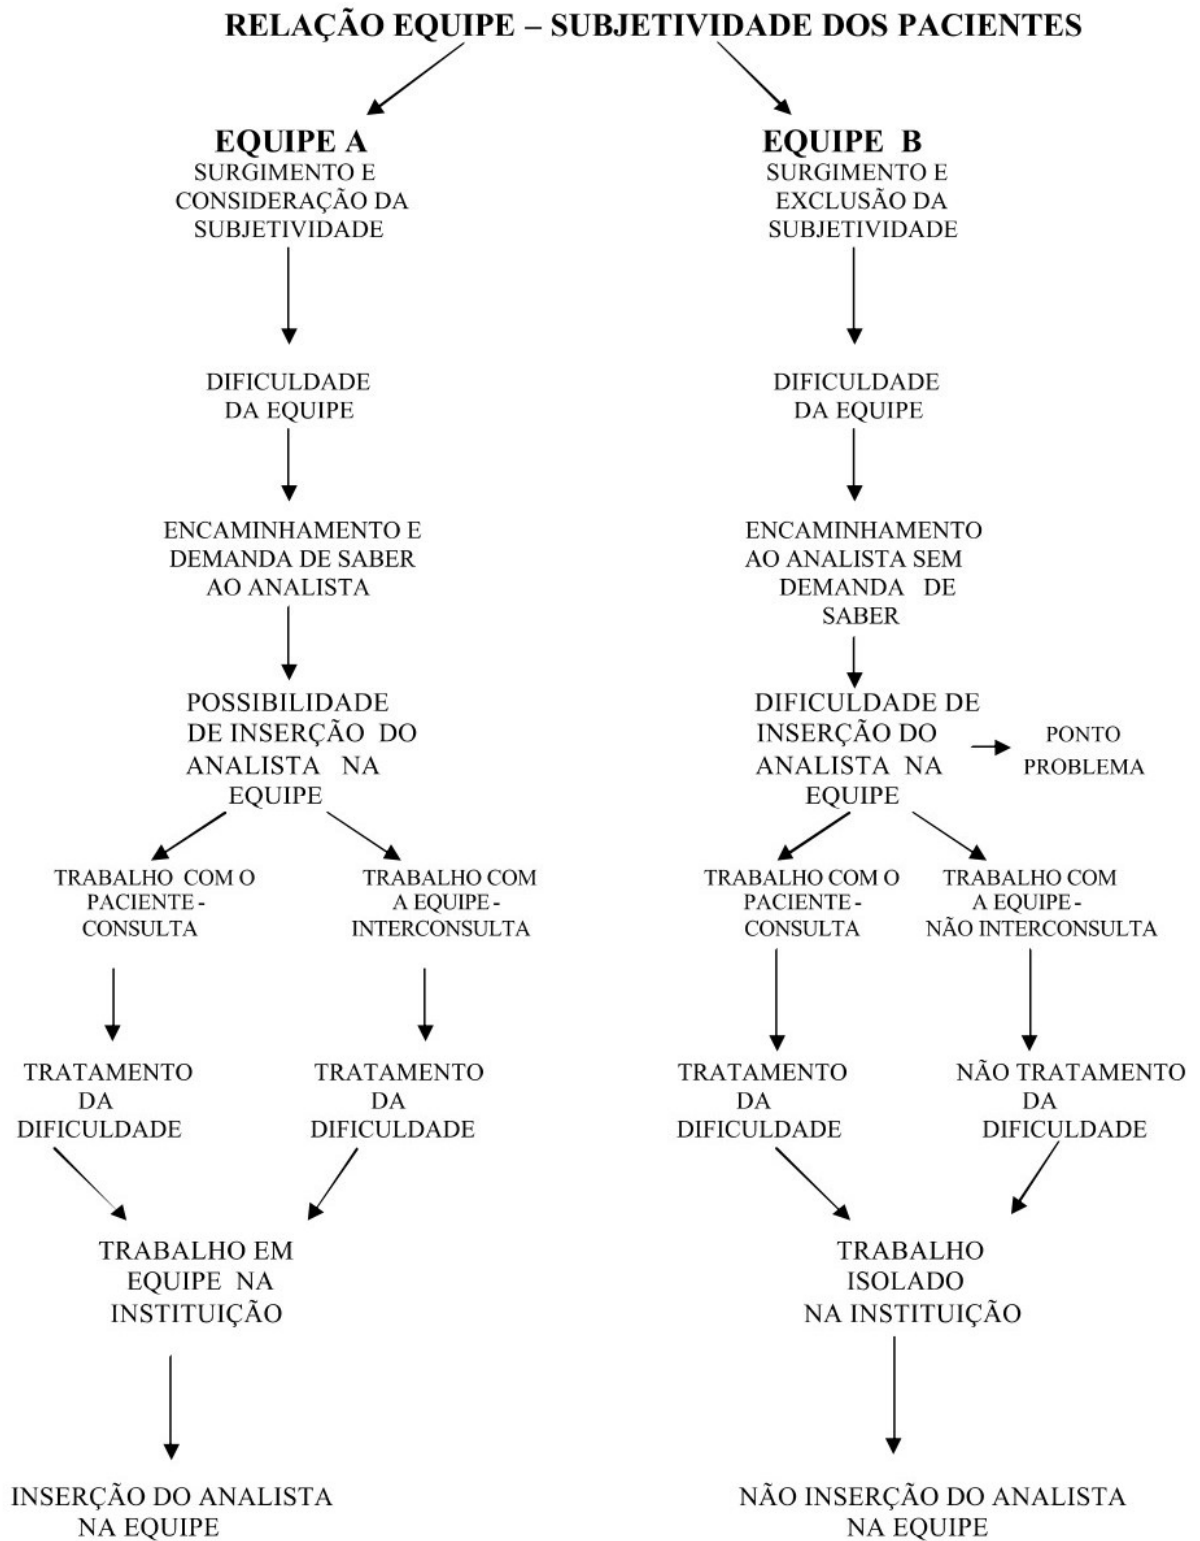 RELAÇÃO EQUIPE – SUBJETIVIDADE DOS PACIENTES
EQUIPE A
SURGIMENTO E
CONSIDERAÇÃO DA
SUBJETIVIDADE
DIFICULDADE
DA EQUIPE
ENCAMINHAMENTO E
DEMANDA DE SABER
AO ANALISTA
POSSIBILIDADE
DE INSERÇÃO DO
ANALISTA NA
EQUIPE
TRABALHO COM O
PACIENTE -
CONSULTA
TRABALHO COM
A EQUIPE -
INTERCONSULTA
TRATAMENTO
DA
DIFICULDADE
TRATAMENTO
DA
DIFICULDADE
TRABALHO EM
EQUIPE NA
INSTITUIÇÃO
INSERÇÃO DO ANALISTA
NA EQUIPE
EQUIPE B
SURGIMENTO E
EXCLUSÃO DA
SUBJETIVIDADE
DIFICULDADE
DA EQUIPE
ENCAMINHAMENTO
AO ANALISTA SEM
DEMANDA DE
SABER
DIFICULDADE DE
INSERÇÃO DO
ANALISTA NA
EQUIPE
PONTO
PROBLEMA
TRABALHO COM O
PACIENTE -
CONSULTA
TRABALHO COM
A EQUIPE -
NÃO INTERCONSULTA
TRATAMENTO
DA
DIFICULDADE
NÃO TRATAMENTO
DA
DIFICULDADE
TRABALHO
ISOLADO
NA INSTITUIÇÃO
NÃO INSERÇÃO DO ANALISTA
NA EQUIPE